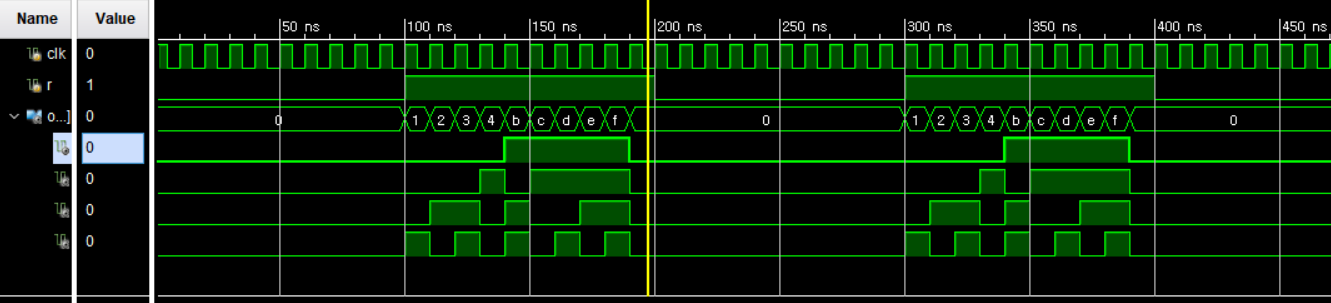 Name Value
50 ns 100 ns 150 ns 200 ns 250 ns 300 ns 350 ns 400 ns 450 ns
clk 0
r 1
o...] 0 0 1 2 3 4 b c d e f 0 1 2 3 4 b c d e f 0
0
0
0
0